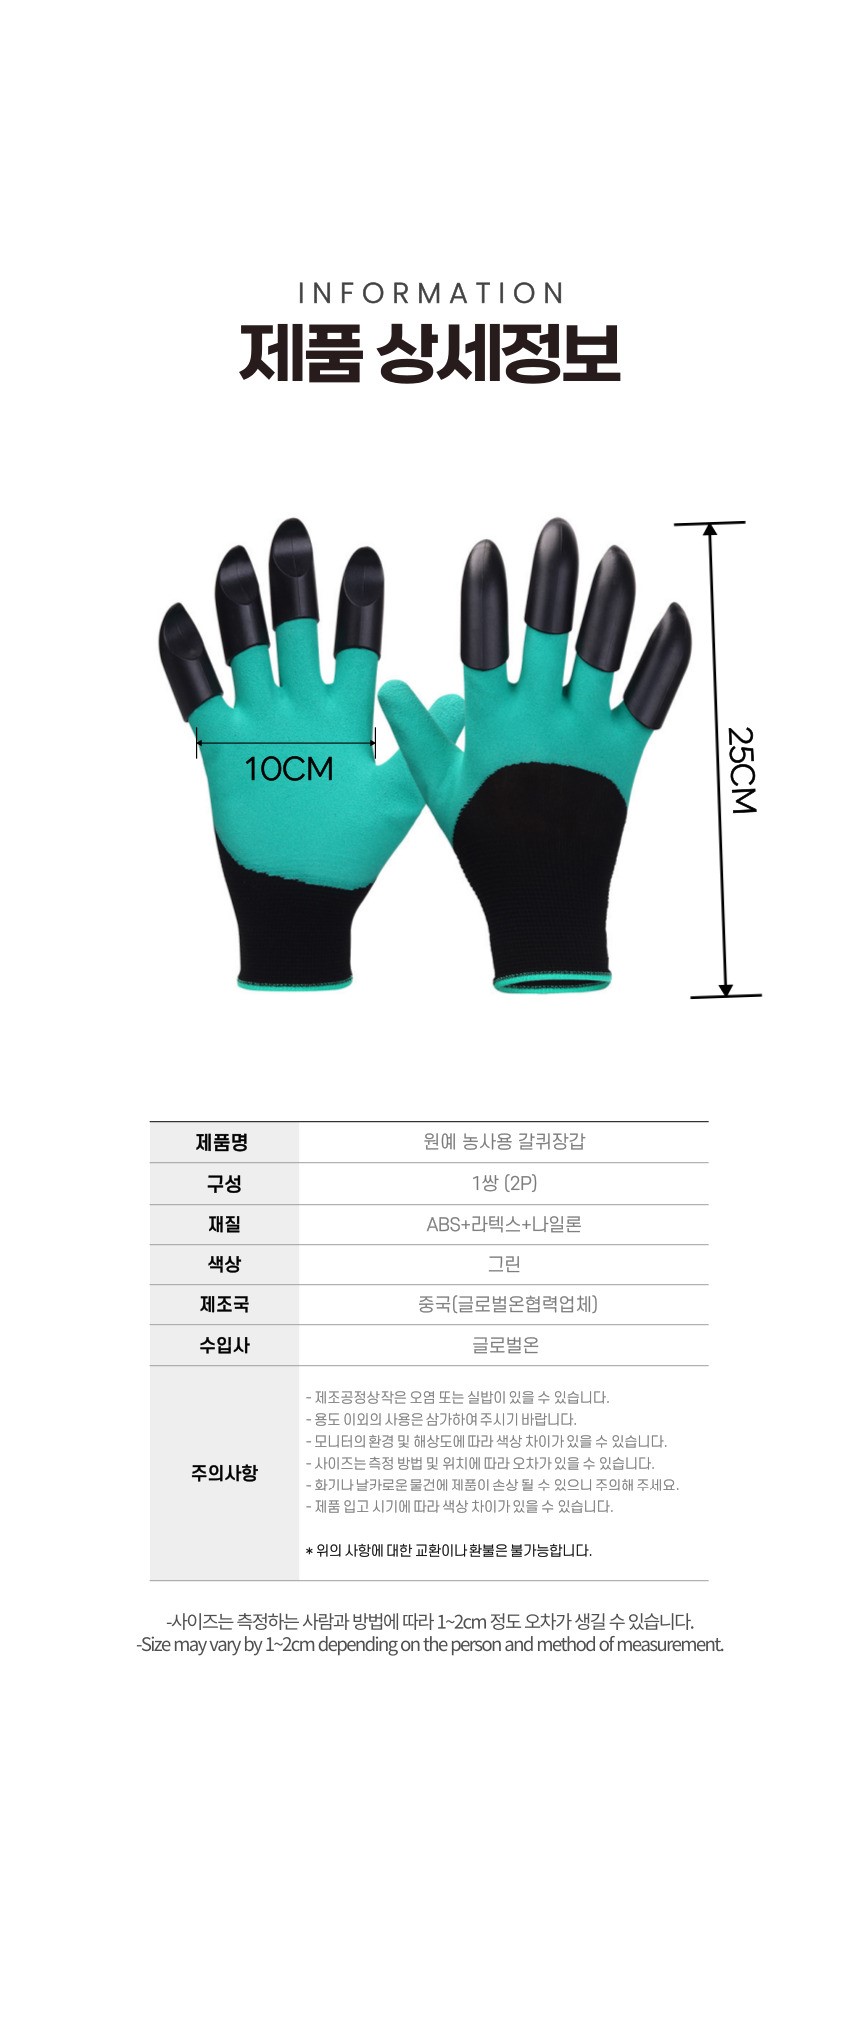 INFORMATION
제품 상세정보
10CM
25CM
제품명 원예 농사용 갈퀴장갑
구성 1쌍 (2P)
재질 ABS+라텍스+나일론
색상 그린
제조국 중국(글로벌온협력업체)
수입사 글로벌온
주의사항
- 제조공정상작은 오염 또는 실밥이 있을 수 있습니다.
- 용도 이외의 사용은 삼가하여 주시기 바랍니다.
- 모니터의 환경 및 해상도에 따라 색상 차이가 있을 수 있습니다.
- 사이즈는 측정 방법 및 위치에 따라 오차가 있을 수 있습니다.
- 화기나 날카로운 물건에 제품이 손상 될 수 있으니 주의해 주세요.
- 제품 입고 시기에 따라 색상 차이가 있을 수 있습니다.
* 위의 사항에 대한 교환이나 환불은 불가능합니다.
-사이즈는 측정하는 사람과 방법에 따라 1~2cm 정도 오차가 생길 수 있습니다.
-Size may vary by 1~2cm depending on the person and method of measurement.